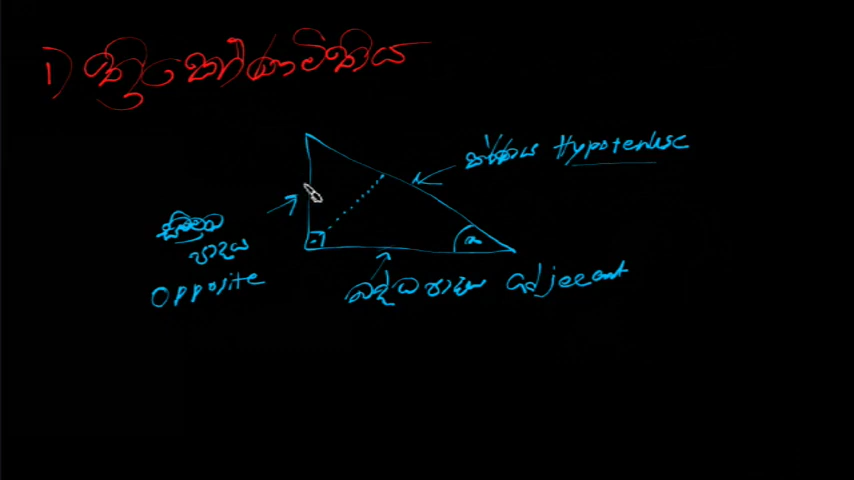 1) ත්‍රිකෝණමිතිය
කර්ණය Hypotenuse
සම්මුඛ
පාදය
Opposite
බද්ධ පාදය adjecent
α